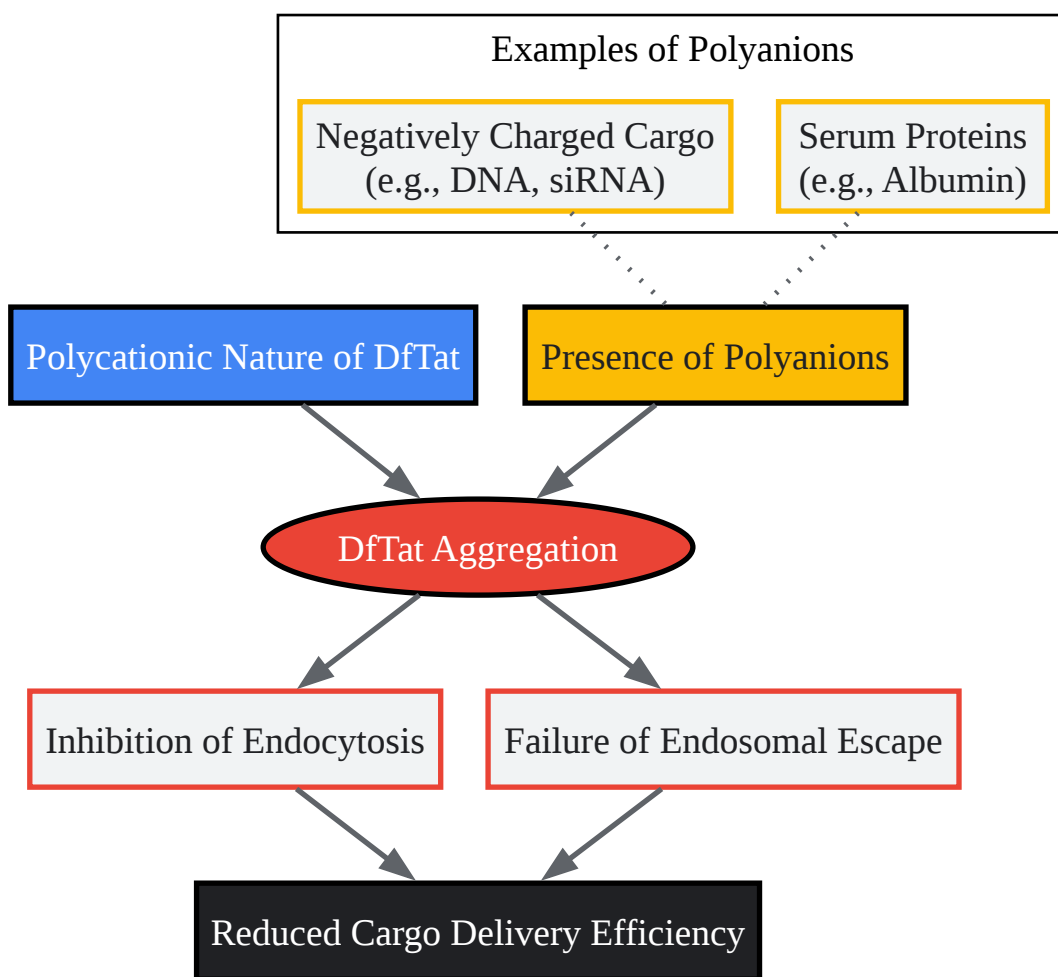 Examples of Polyanions
Negatively Charged Cargo
(e.g., DNA, siRNA)
Serum Proteins
(e.g., Albumin)
Polycationic Nature of DfTat
Presence of Polyanions
DfTat Aggregation
Inhibition of Endocytosis
Failure of Endosomal Escape
Reduced Cargo Delivery Efficiency